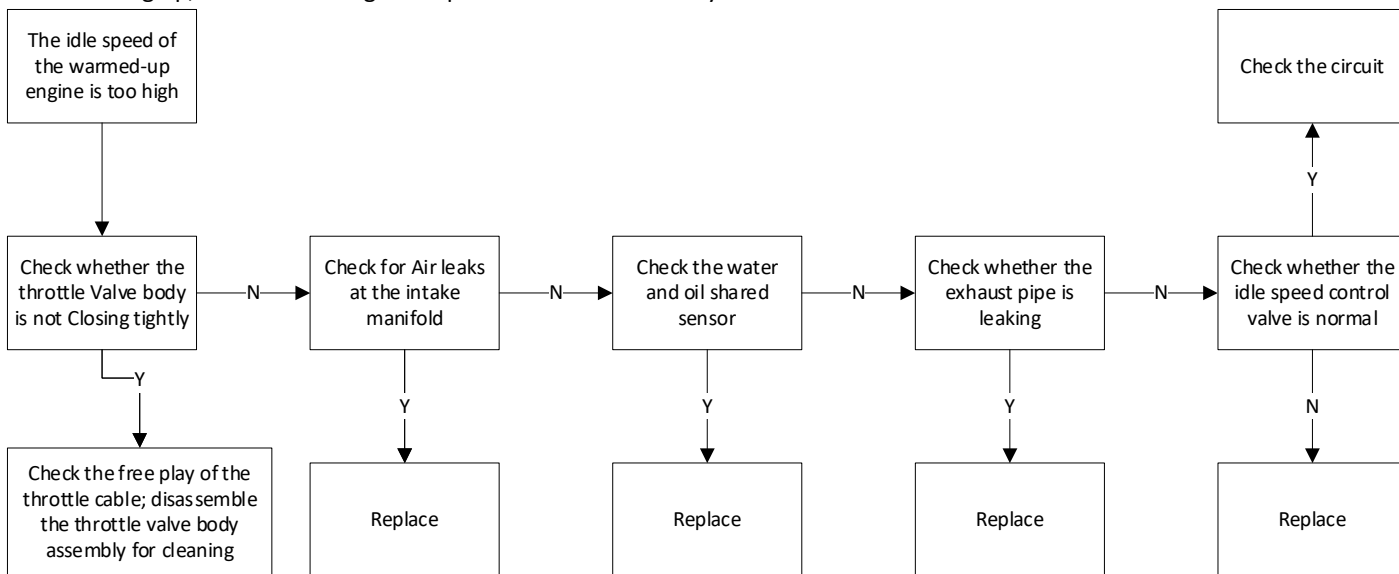 The idle speed of
the warmed-up
engine is too high
Check the circuit
Y
Check whether the
throttle Valve body
is not Closing tightly
N
Check for Air leaks
at the intake
manifold
N
Check the water
and oil shared
sensor
N
Check whether the
exhaust pipe is
leaking
N
Check whether the
idle speed control
valve is normal
Y
Y
Y
Y
N
Check the free play of the
throttle cable; disassemble
the throttle valve body
assembly for cleaning
Replace
Replace
Replace
Replace